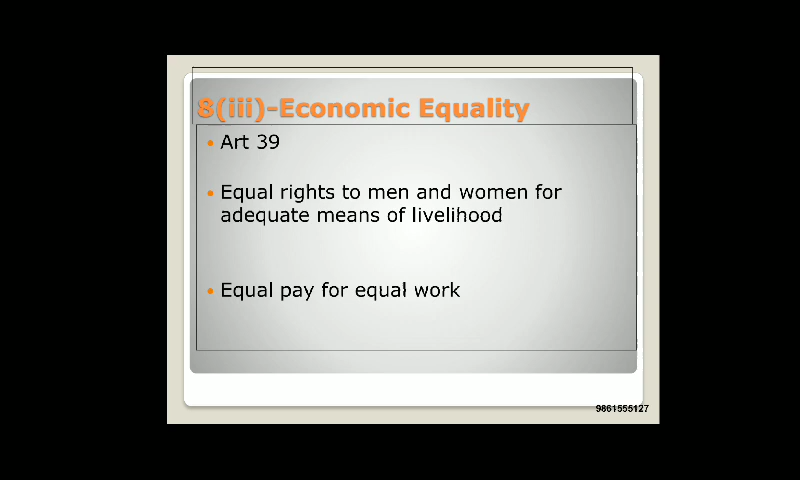 8(iii)-Economic Equality
• Art 39
• Equal rights to men and women for
adequate means of livelihood
• Equal pay for equal work
9861555127